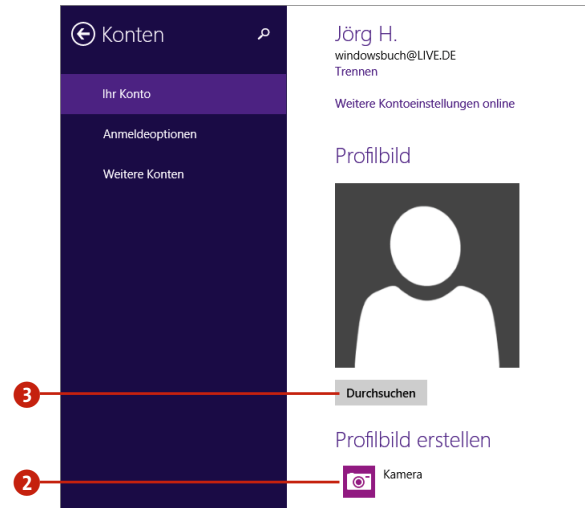 Konten
Ihr Konto
Anmeldeoptionen
Weitere Konten
Jörg H.
windowsbuch@LIVE.DE
Trennen
Weitere Kontoeinstellungen online
Profilbild
3
Durchsuchen
Profilbild erstellen
2
Kamera